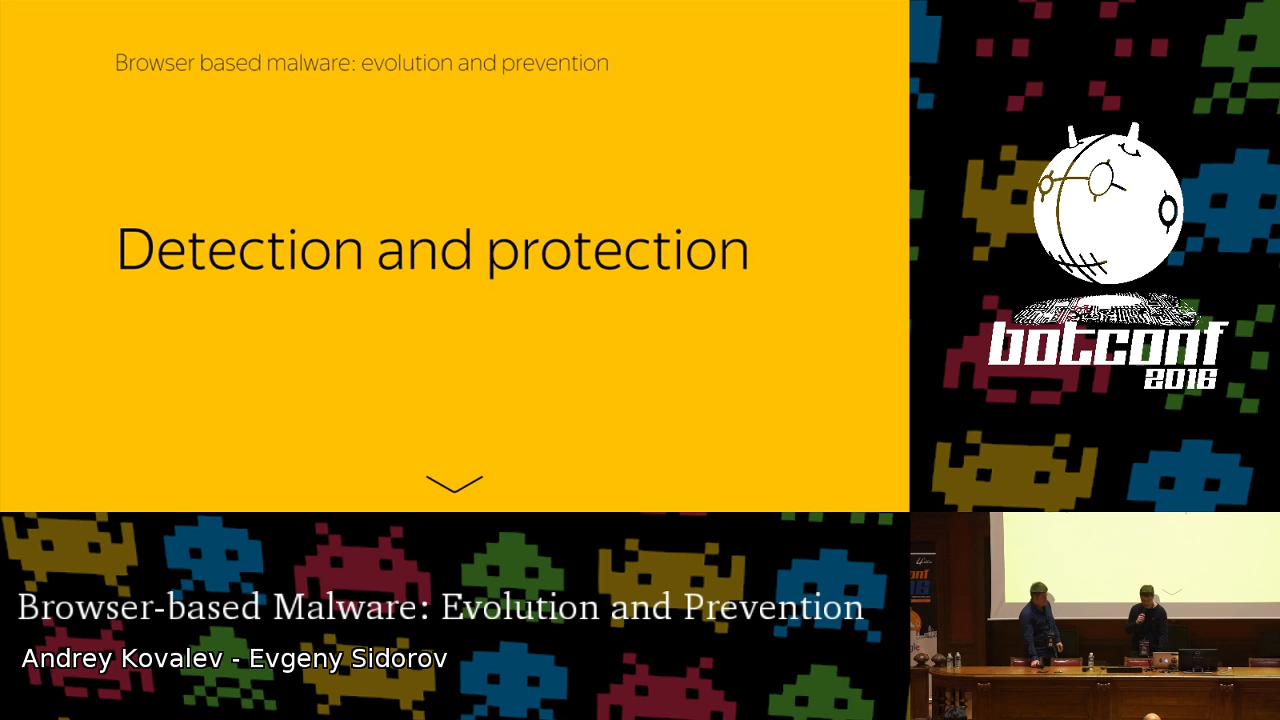 Browser based malware: evolution and prevention
Detection and protection
botconf
2016
Browser-based Malware: Evolution and Prevention
Andrey Kovalev - Evgeny Sidorov